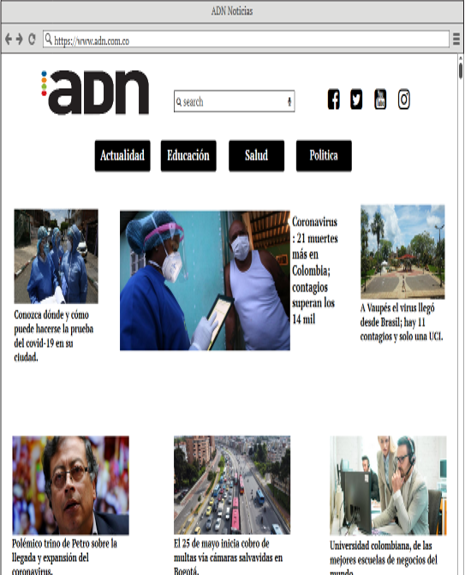 ADN Noticias
https://www.adn.com.co
adn
search
Actualidad
Educación
Salud
Politica
Conozca dónde y cómo
puede hacerse la prueba
del covid-19 en su
ciudad.
Coronavirus
: 21 muertes
más en
Colombia;
contagios
superan los
14 mil
A Vaupés el virus llegó
desde Brasil; hay 11
contagios y solo una UCI.
Polémico trino de Petro sobre la
llegada y expansión del
coronavirus.
El 25 de mayo inicia cobro de
multas vía cámaras salvavidas en
Bogotá.
Universidad colombiana, de las
mejores escuelas de negocios del
mundo